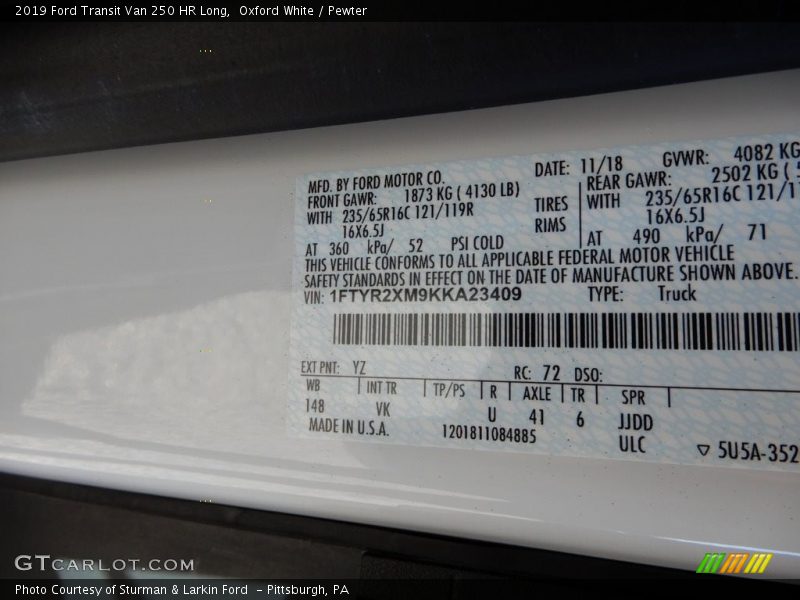 2019 Ford Transit Van 250 HR Long,  Oxford White / Pewter
MFD. BY FORD MOTOR CO. DATE: 11/18 GVWR: 4082 KG
FRONT GAWR: 1873 KG ( 4130 LB) REAR GAWR: 2502 KG (
WITH 235/65R16C 121/119R TIRES WITH 235/65R16C 121/1
16X6.5J RIMS 16X6.5J
AT 360 kPa/ 52 PSI COLD AT 490 kPa/ 71
THIS VEHICLE CONFORMS TO ALL APPLICABLE FEDERAL MOTOR VEHICLE
SAFETY STANDARDS IN EFFECT ON THE DATE OF MANUFACTURE SHOWN ABOVE.
VIN: 1FTYR2XM9KKA23409 TYPE: Truck
EXT PNT: YZ RC: 72 DSO:
WB INT TR TP/PS R AXLE TR SPR
148 VK U 41 6 JJDD
MADE IN U.S.A. 1201811084885 ULC ▽ 5U5A-352
GTCARLOT.COM
Photo Courtesy of Sturman & Larkin Ford  - Pittsburgh, PA